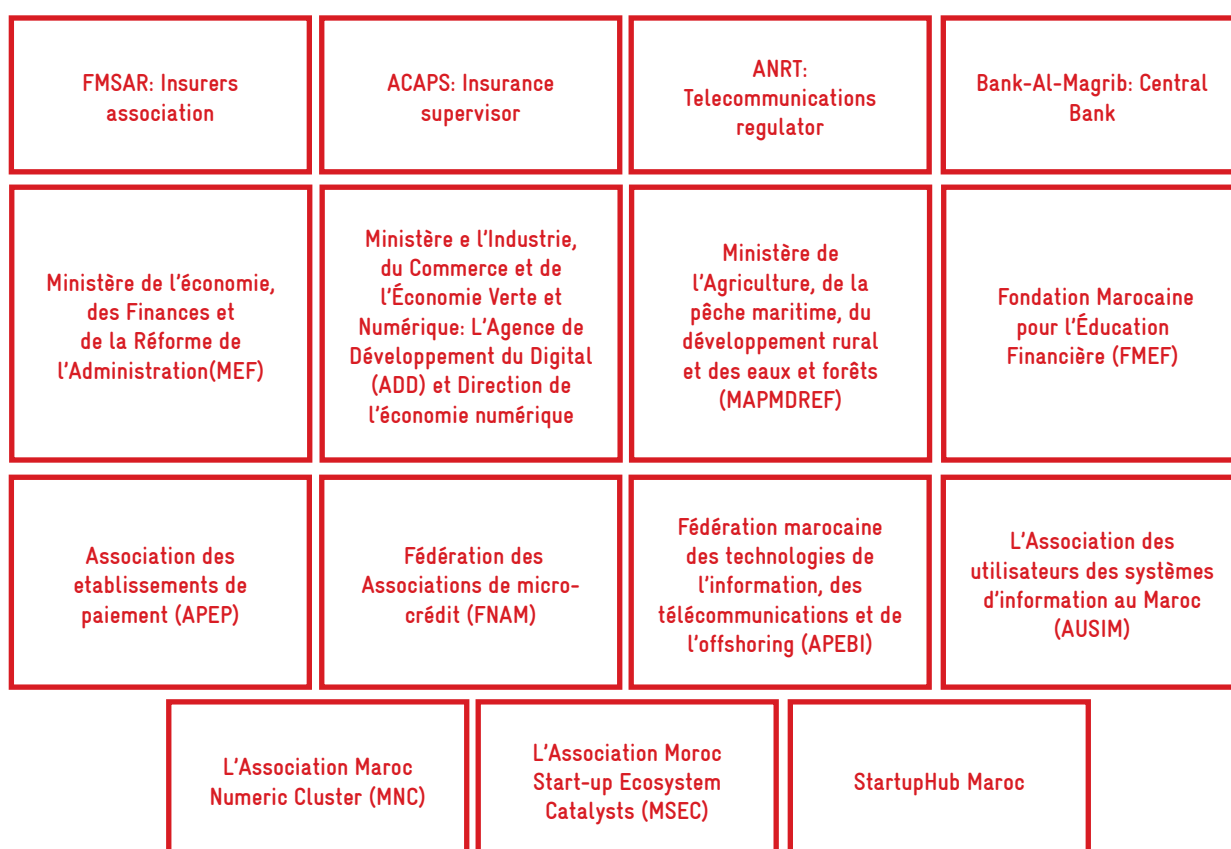 FMSAR: Insurers
association
ACAPS: Insurance
supervisor
ANRT:
Telecommunications
regulator
Bank-Al-Magrib: Central
Bank
Ministère de l'économie,
des Finances et
de la Réforme de
l'Administration(MEF)
Ministère e l'Industrie,
du Commerce et de
l'Économie Verte et
Numérique: L'Agence de
Développement du Digital
(ADD) et Direction de
l'économie numérique
Ministère de
l'Agriculture, de la
pêche maritime, du
développement rural
et des eaux et forêts
(MAPMDREF)
Fondation Marocaine
pour l'Éducation
Financière (FMEF)
Association des
etablissements de
paiement (APEP)
Fédération des
Associations de micro-
crédit (FNAM)
Fédération marocaine
des technologies de
l'information, des
télécommunications et de
l'offshoring (APEBI)
L'Association des
utilisateurs des systèmes
d'information au Maroc
(AUSIM)
L'Association Maroc
Numeric Cluster (MNC)
L'Association Moroc
Start-up Ecosystem
Catalysts (MSEC)
StartupHub Maroc